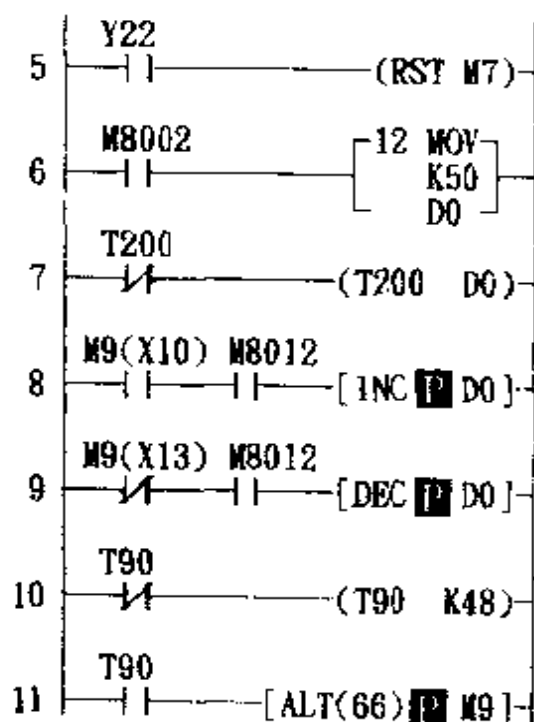 Y22
5 (RST M7)
M8002
6 12 MOV
K50
D0
T200
7 (T200 D0)
M9(X10) M8012
8 [INC P D0]
M9(X13) M8012
9 [DEC P D0]
T90
10 (T90 K48)
T90
11 [ALT(66) P M9]